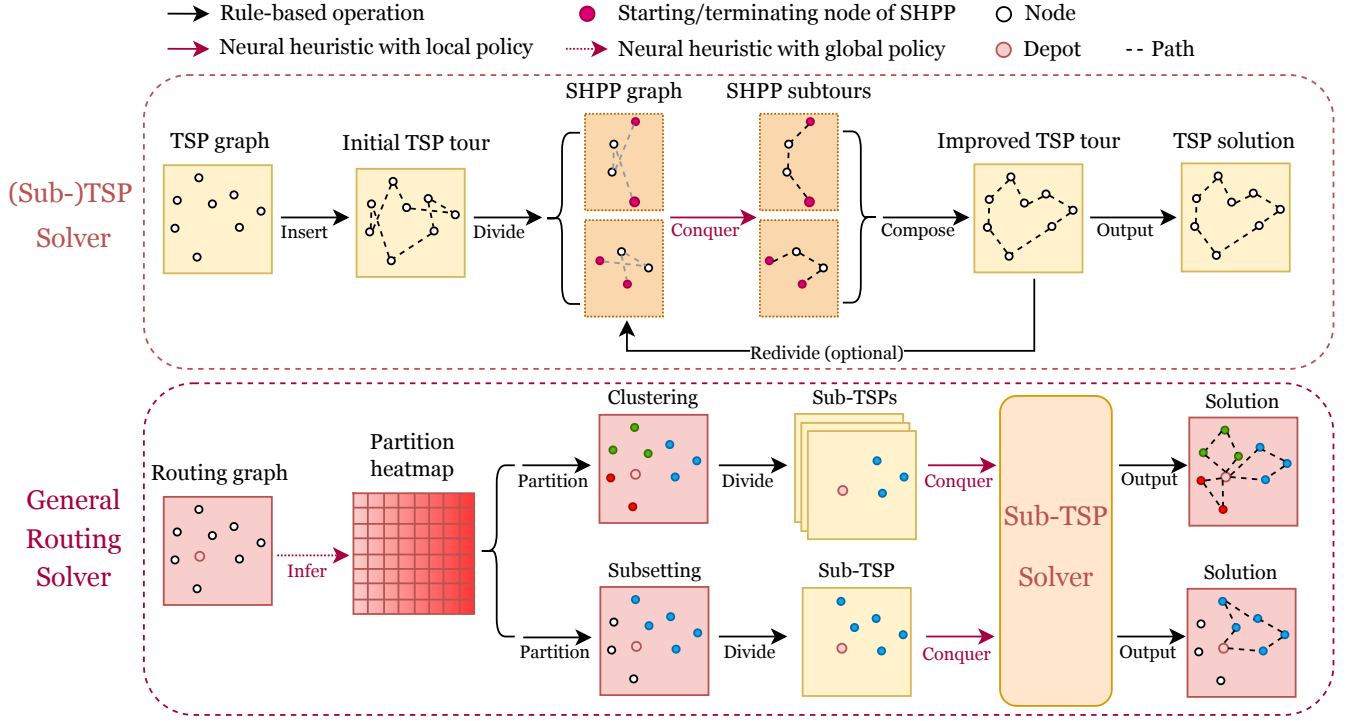 Rule-based operation
Starting/terminating node of SHPP
Node
Neural heuristic with local policy
Neural heuristic with global policy
Depot
Path
(Sub-)TSP
Solver
TSP graph
Insert
Initial TSP tour
Divide
SHPP graph
Conquer
SHPP subtours
Compose
Improved TSP tour
Output
TSP solution
Redivide (optional)
General
Routing
Solver
Routing graph
Infer
Partition
heatmap
Partition
Clustering
Divide
Sub-TSPs
Conquer
Output
Solution
Sub-TSP
Solver
Partition
Subsetting
Divide
Sub-TSP
Conquer
Output
Solution